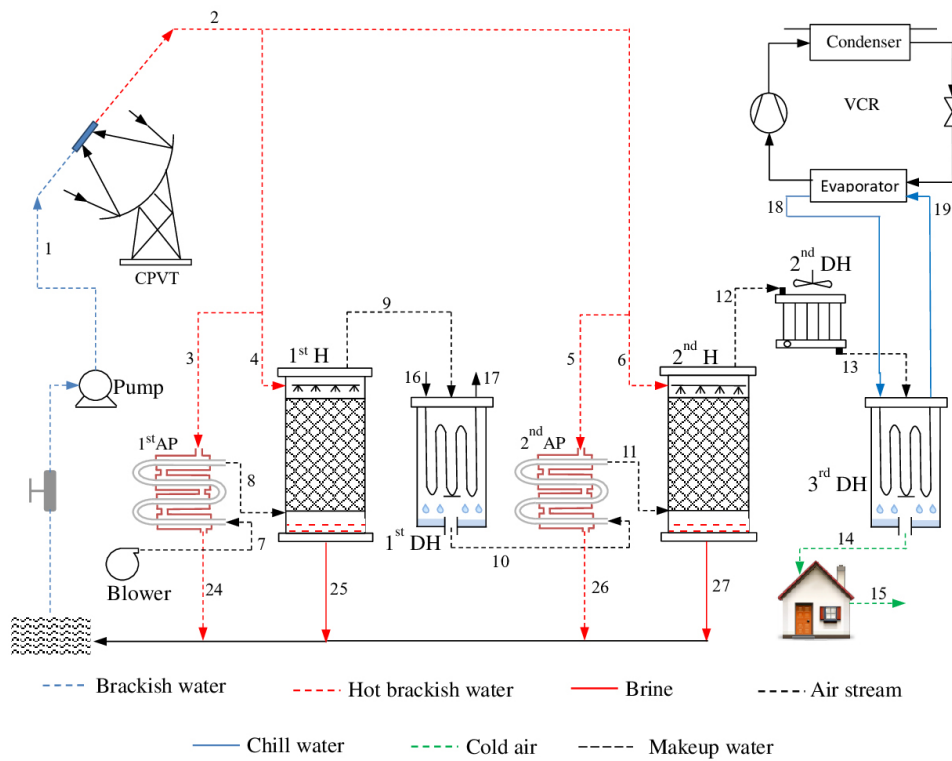 2
Condenser
VCR
Evaporator
18
19
1
CPVT
2nd DH
12
9
13
3
4
1st H
5
6
2nd H
16
17
Pump
1st AP
2nd AP
11
8
3rd DH
7
1st DH
10
14
Blower
24
25
26
27
15
Brackish water
Hot brackish water
Brine
Air stream
Chill water
Cold air
Makeup water